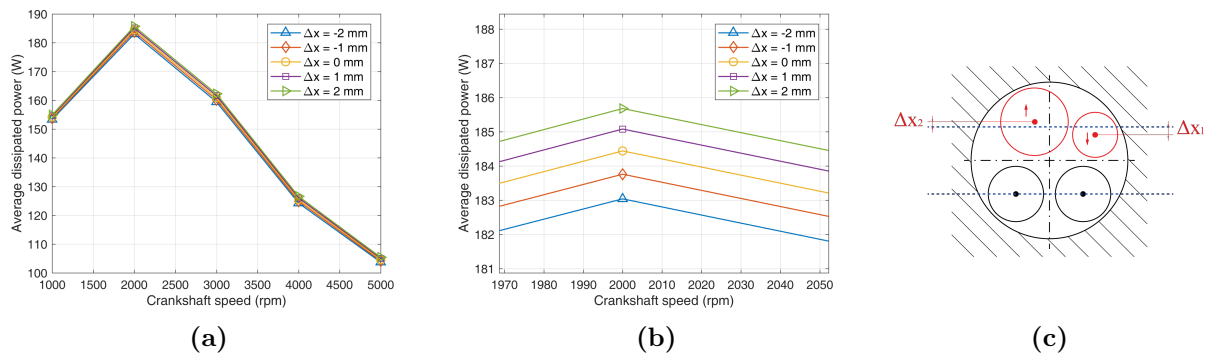 190
180
170
160
150
140
130
120
110
100
1000 1500 2000 2500 3000 3500 4000 4500 5000
Average dissipated power (W)
Crankshaft speed (rpm)
Δx = -2 mm
Δx = -1 mm
Δx = 0 mm
Δx = 1 mm
Δx = 2 mm
(a)
188
187
186
185
184
183
182
181
1970 1980 1990 2000 2010 2020 2030 2040 2050
Average dissipated power (W)
Crankshaft speed (rpm)
Δx = -2 mm
Δx = -1 mm
Δx = 0 mm
Δx = 1 mm
Δx = 2 mm
(b)
Δx2
Δx1
(c)